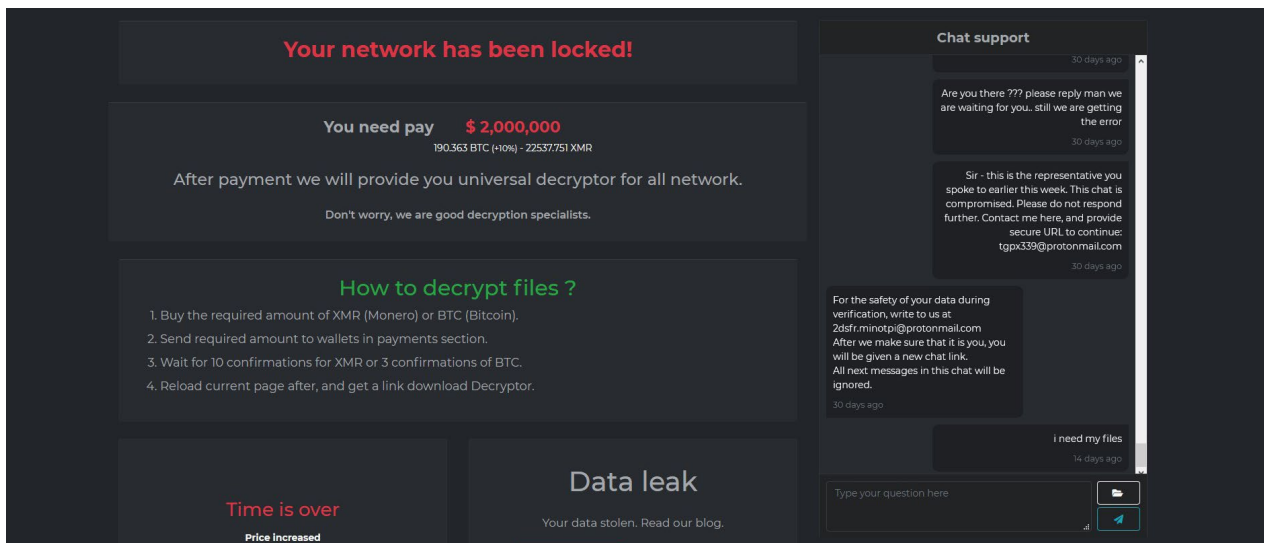 Your network has been locked!
You need pay $ 2,000,000
190.363 BTC (+10%) - 22537.751 XMR
After payment we will provide you universal decryptor for all network.
Don't worry, we are good decryption specialists.
How to decrypt files ?
1. Buy the required amount of XMR (Monero) or BTC (Bitcoin).
2. Send required amount to wallets in payments section.
3. Wait for 10 confirmations for XMR or 3 confirmations of BTC.
4. Reload current page after, and get a link download Decryptor.
Time is over
Price increased
Data leak
Your data stolen. Read our blog.
Chat support
30 days ago
Are you there ??? please reply man we
are waiting for you.. still we are getting
the error
30 days ago
Sir - this is the representative you
spoke to earlier this week. This chat is
compromised. Please do not respond
further. Contact me here, and provide
secure URL to continue:
tgpx339@protonmail.com
30 days ago
For the safety of your data during
verification, write to us at
2dsfr.minotpi@protonmail.com
After we make sure that it is you, you
will be given a new chat link.
All next messages in this chat will be
ignored.
30 days ago
i need my files
14 days ago
Type your question here